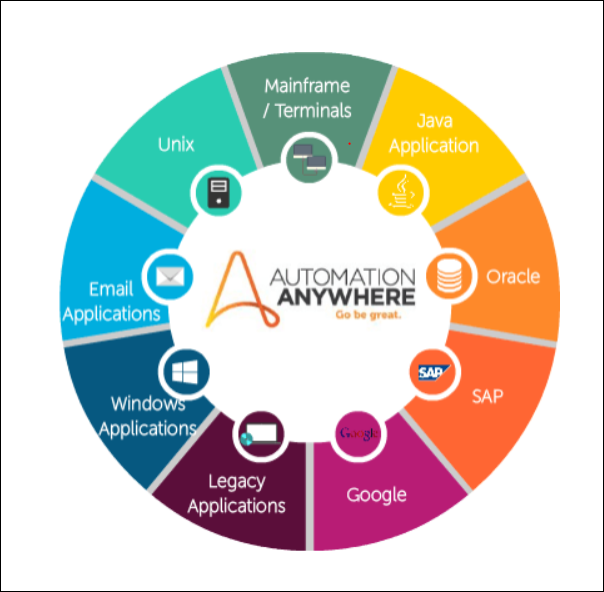 Mainframe
/ Terminals
Java
Application
Oracle
SAP
SAP
Google
Google
Legacy
Applications
Windows
Applications
Email
Applications
Unix
AUTOMATION
ANYWHERE
Go be great.